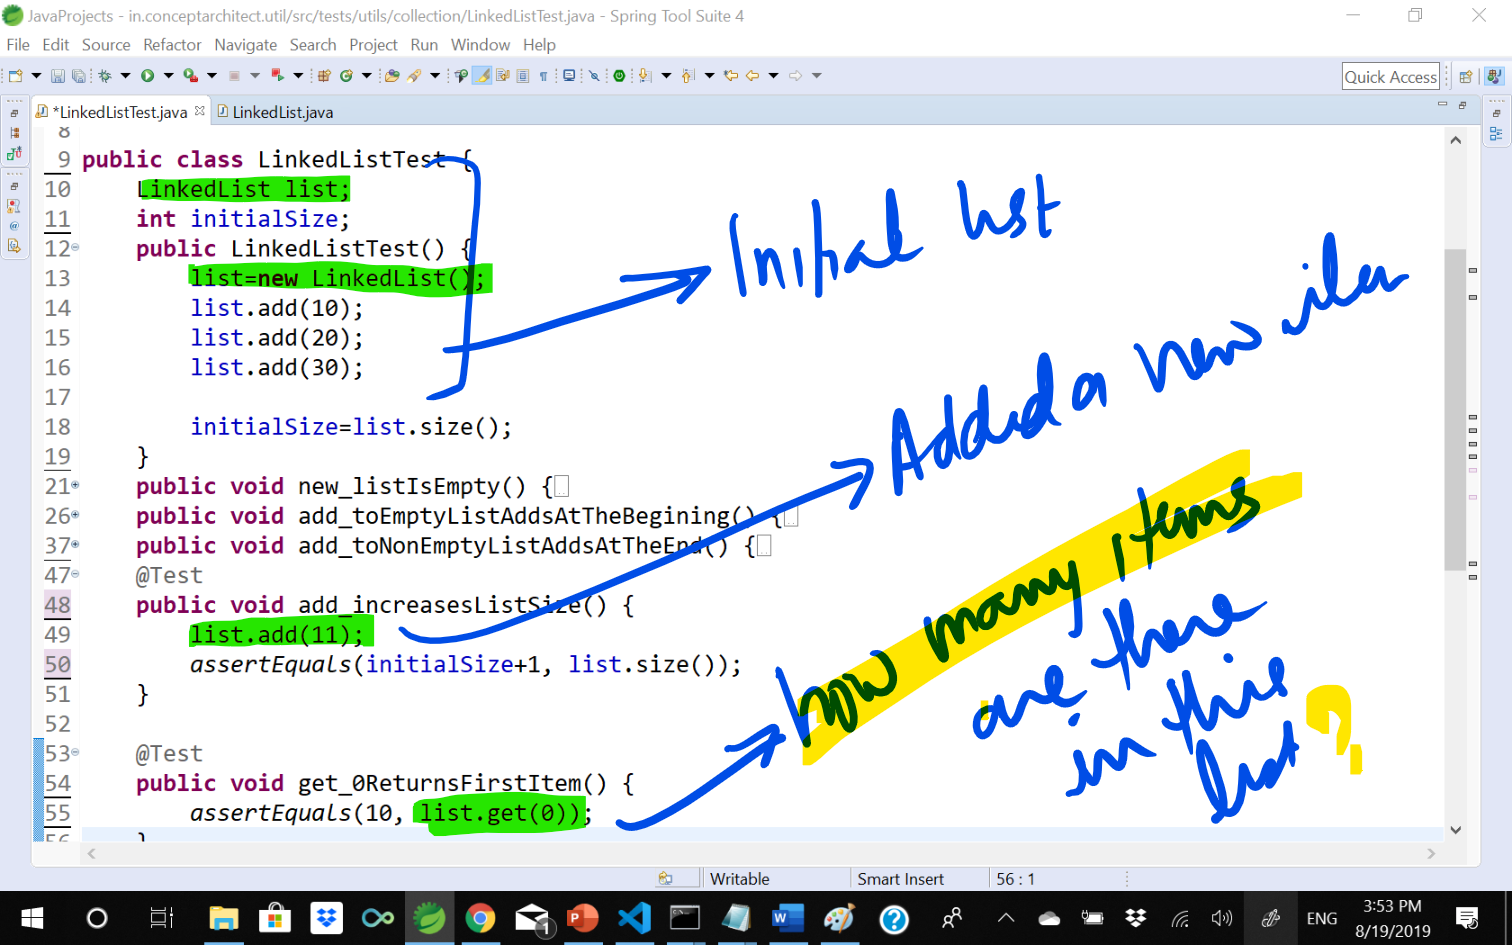 JavaProjects - in.conceptarchitect.util/src/tests/utils/collection/LinkedListTest.java - Spring Tool Suite 4
File Edit Source Refactor Navigate Search Project Run Window Help
Quick Access
*LinkedListTest.java LinkedList.java
8
9 public class LinkedListTest {
10 LinkedList list;
11 int initialSize;
12 public LinkedListTest() {
13 list=new LinkedList();
14 list.add(10);
15 list.add(20);
16 list.add(30);
17
18 initialSize=list.size();
19 }
21 public void new_listIsEmpty() {
26 public void add_toEmptyListAddsAtTheBegining() {
37 public void add_toNonEmptyListAddsAtTheEnd() {
47 @Test
48 public void add_increasesListSize() {
49 list.add(11);
50 assertEquals(initialSize+1, list.size());
51 }
52
53 @Test
54 public void get_0ReturnsFirstItem() {
55 assertEquals(10, list.get(0));
56 }
Initial list
Added a new item
how many items
are there
in this
list ?
Writable Smart Insert 56 : 1
1 ENG 3:53 PM
8/19/2019